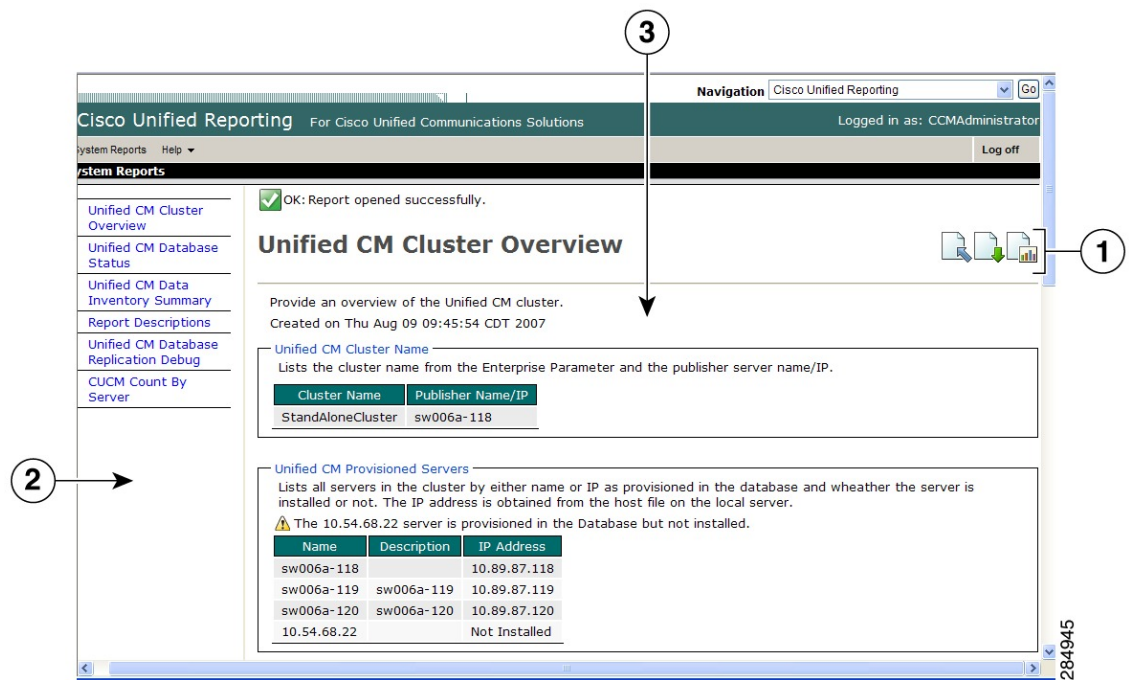 3
Navigation Cisco Unified Reporting Go
Cisco Unified Reporting For Cisco Unified Communications Solutions Logged in as: CCMAdministrator
System Reports Help Log off
ystem Reports
OK: Report opened successfully.
Unified CM Cluster
Overview
Unified CM Database
Status
Unified CM Data
Inventory Summary
Report Descriptions
Unified CM Database
Replication Debug
CUCM Count By
Server
Unified CM Cluster Overview
1
Provide an overview of the Unified CM cluster.
Created on Thu Aug 09 09:45:54 CDT 2007
Unified CM Cluster Name
Lists the cluster name from the Enterprise Parameter and the publisher server name/IP.
Cluster Name Publisher Name/IP
StandAloneCluster sw006a-118
2
Unified CM Provisioned Servers
Lists all servers in the cluster by either name or IP as provisioned in the database and wheather the server is
installed or not. The IP address is obtained from the host file on the local server.
The 10.54.68.22 server is provisioned in the Database but not installed.
Name Description IP Address
sw006a-118 10.89.87.118
sw006a-119 sw006a-119 10.89.87.119
sw006a-120 sw006a-120 10.89.87.120
10.54.68.22 Not Installed
284945